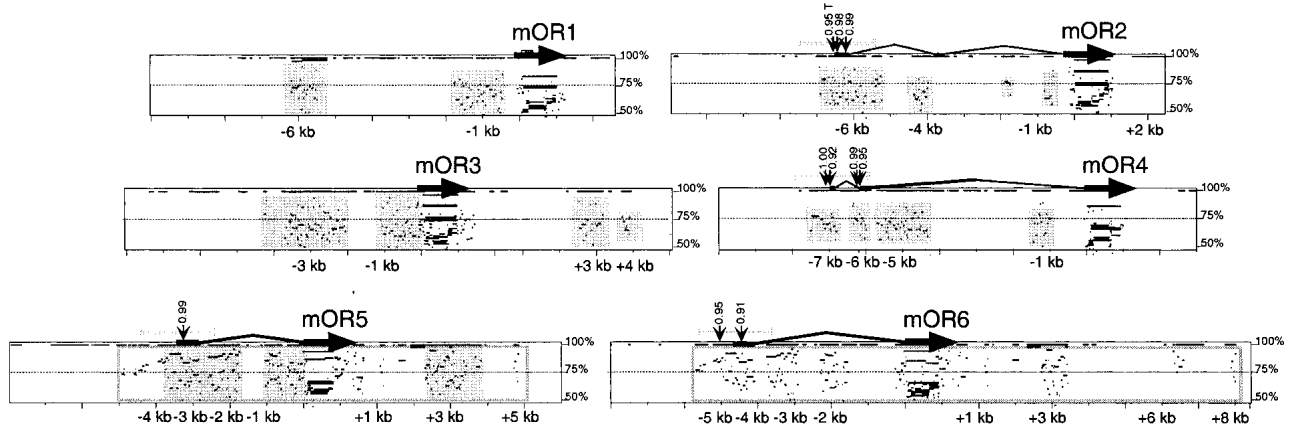 mOR1
100%
75%
50%
-6 kb -1 kb
0.95 T
0.98
0.99
mOR2
100%
75%
50%
-6 kb -4 kb -1 kb +2 kb
mOR3
100%
75%
50%
-3 kb -1 kb +3 kb +4 kb
1.00
0.92
0.99
0.95
mOR4
100%
75%
50%
-7 kb -6 kb -5 kb -1 kb
0.99
mOR5
100%
75%
50%
-4 kb -3 kb -2 kb -1 kb +1 kb +3 kb +5 kb
0.95
0.91
mOR6
100%
75%
50%
-5 kb -4 kb -3 kb -2 kb +1 kb +3 kb +6 kb +8 kb